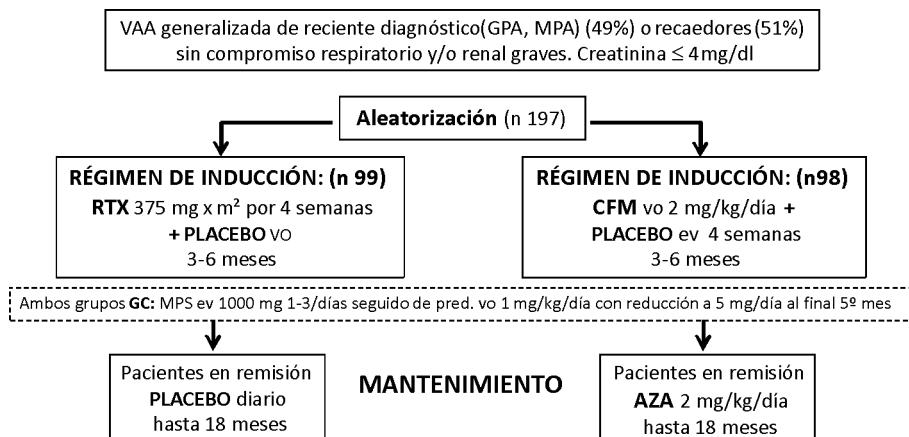 VAA generalizada de reciente diagnóstico(GPA, MPA) (49%) o recaedores (51%)
sin compromiso respiratorio y/o renal graves. Creatinina ≤ 4mg/dl
Aleatorización (n 197)
RÉGIMEN DE INDUCCIÓN: (n 99)
RTX 375 mg x m² por 4 semanas
+ PLACEBO VO
3-6 meses
RÉGIMEN DE INDUCCIÓN: (n98)
CFM vo 2 mg/kg/día +
PLACEBO ev 4 semanas
3-6 meses
Ambos grupos GC: MPS ev 1000 mg 1-3/días seguido de pred. vo 1 mg/kg/día con reducción a 5 mg/día al final 5º mes
Pacientes en remisión
PLACEBO diario
hasta 18 meses
MANTENIMIENTO
Pacientes en remisión
AZA 2 mg/kg/día
hasta 18 meses